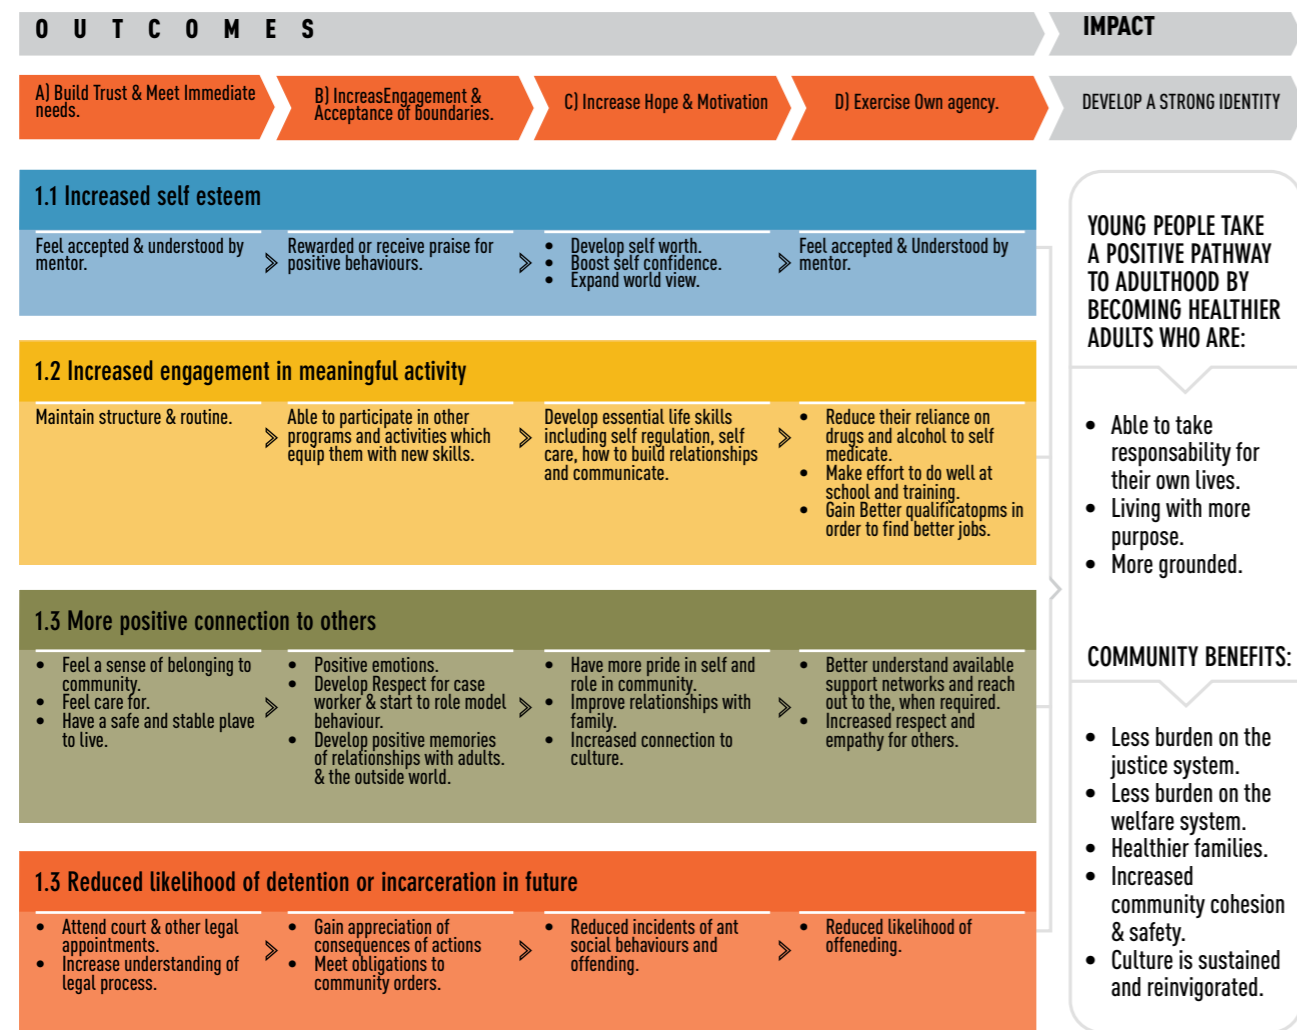 OUTCOMES
IMPACT
A) Build Trust & Meet Immediate
needs.
B) IncreasEngagement &
Acceptance of boundaries.
C) Increase Hope & Motivation
D) Exercise Own agency.
DEVELOP A STRONG IDENTITY
1.1 Increased self esteem
Feel accepted & understood by
mentor.
Rewarded or receive praise for
positive behaviours.
• Develop self worth.
• Boost self confidence.
• Expand world view.
Feel accepted & Understood by
mentor.
1.2 Increased engagement in meaningful activity
Maintain structure & routine.
Able to participate in other
programs and activities which
equip them with new skills.
Develop essential life skills
including self regulation, self
care, how to build relationships
and communicate.
• Reduce their reliance on
drugs and alcohol to self
medicate.
• Make effort to do well at
school and training.
• Gain Better qualificatopms in
order to find better jobs.
1.3 More positive connection to others
• Feel a sense of belonging to
community.
• Feel care for.
• Have a safe and stable plave
to live.
• Positive emotions.
• Develop Respect for case
worker & start to role model
behaviour.
• Develop positive memories
of relationships with adults.
& the outside world.
• Have more pride in self and
role in community.
• Improve relationships with
family.
• Increased connection to
culture.
• Better understand available
support networks and reach
out to the, when required.
• Increased respect and
empathy for others.
1.3 Reduced likelihood of detention or incarceration in future
• Attend court & other legal
appointments.
• Increase understanding of
legal process.
• Gain appreciation of
consequences of actions
• Meet obligations to
community orders.
• Reduced incidents of ant
social behaviours and
offending.
• Reduced likelihood of
offeneding.
YOUNG PEOPLE TAKE
A POSITIVE PATHWAY
TO ADULTHOOD BY
BECOMING HEALTHIER
ADULTS WHO ARE:
• Able to take
responsability for
their own lives.
• Living with more
purpose.
• More grounded.
COMMUNITY BENEFITS:
• Less burden on the
justice system.
• Less burden on the
welfare system.
• Healthier families.
• Increased
community cohesion
& safety.
• Culture is sustained
and reinvigorated.